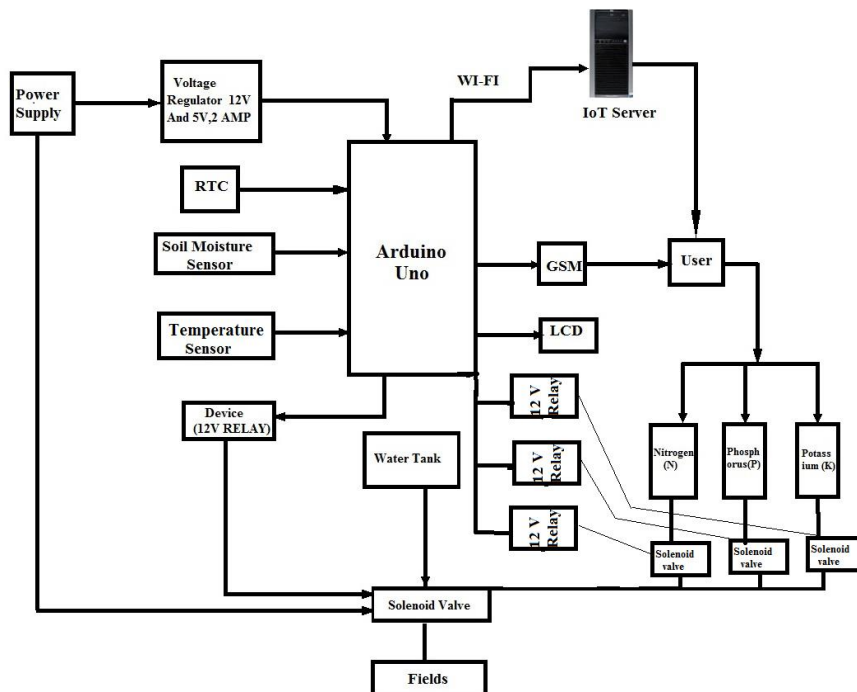 Power
Supply
Voltage
Regulator 12V
And 5V,2 AMP
WI-FI
IoT Server
RTC
Soil Moisture
Sensor
Temperature
Sensor
Arduino
Uno
GSM
User
LCD
Device
(12V RELAY)
Water Tank
12 V
Relay
12 V
Relay
12 V
Relay
Nitrogen
(N)
Phosph
orus(P)
Potass
ium (K)
Solenoid
valve
Solenoid
valve
Solenoid
valve
Solenoid Valve
Fields